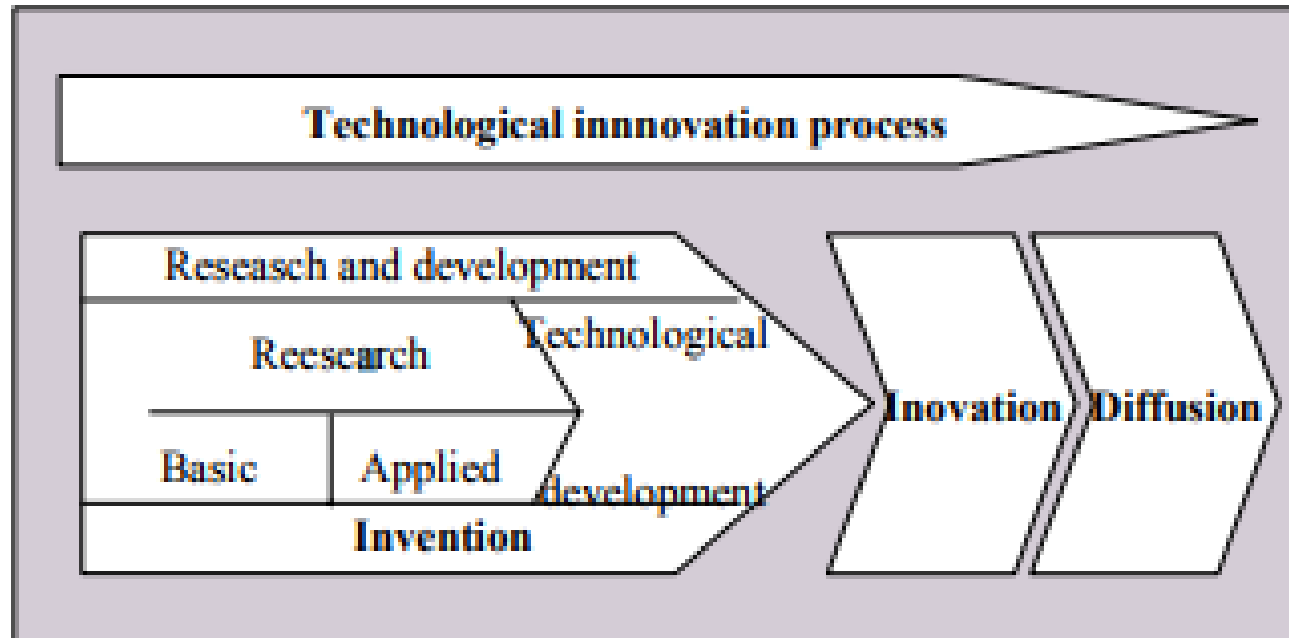 Technological innnovation process
Reseasch and development
Technological
Reesearch
Inovation
Diffusion
Basic
Applied
development
Invention